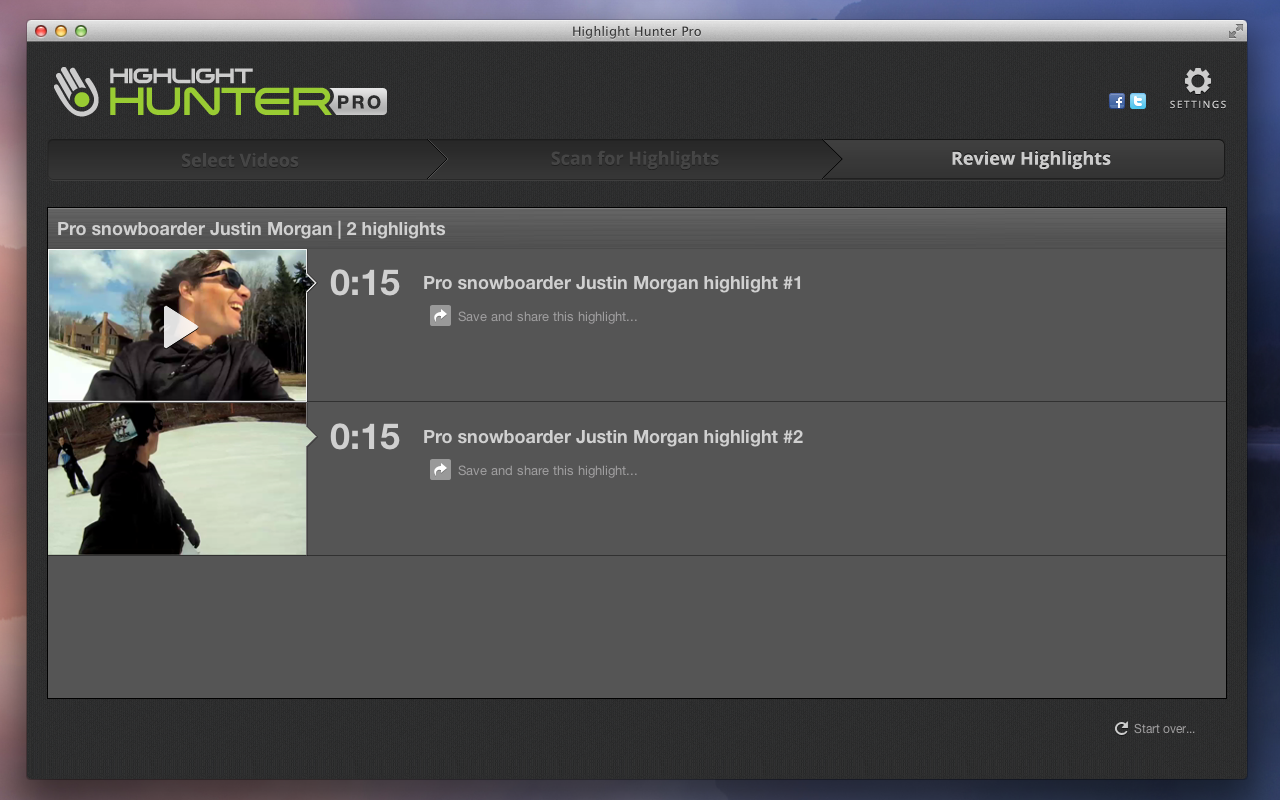 Highlight Hunter Pro
HIGHLIGHT
HUNTER PRO
SETTINGS
Select Videos
Scan for Highlights
Review Highlights
Pro snowboarder Justin Morgan | 2 highlights
0:15
Pro snowboarder Justin Morgan highlight #1
Save and share this highlight...
0:15
Pro snowboarder Justin Morgan highlight #2
Save and share this highlight...
Start over...